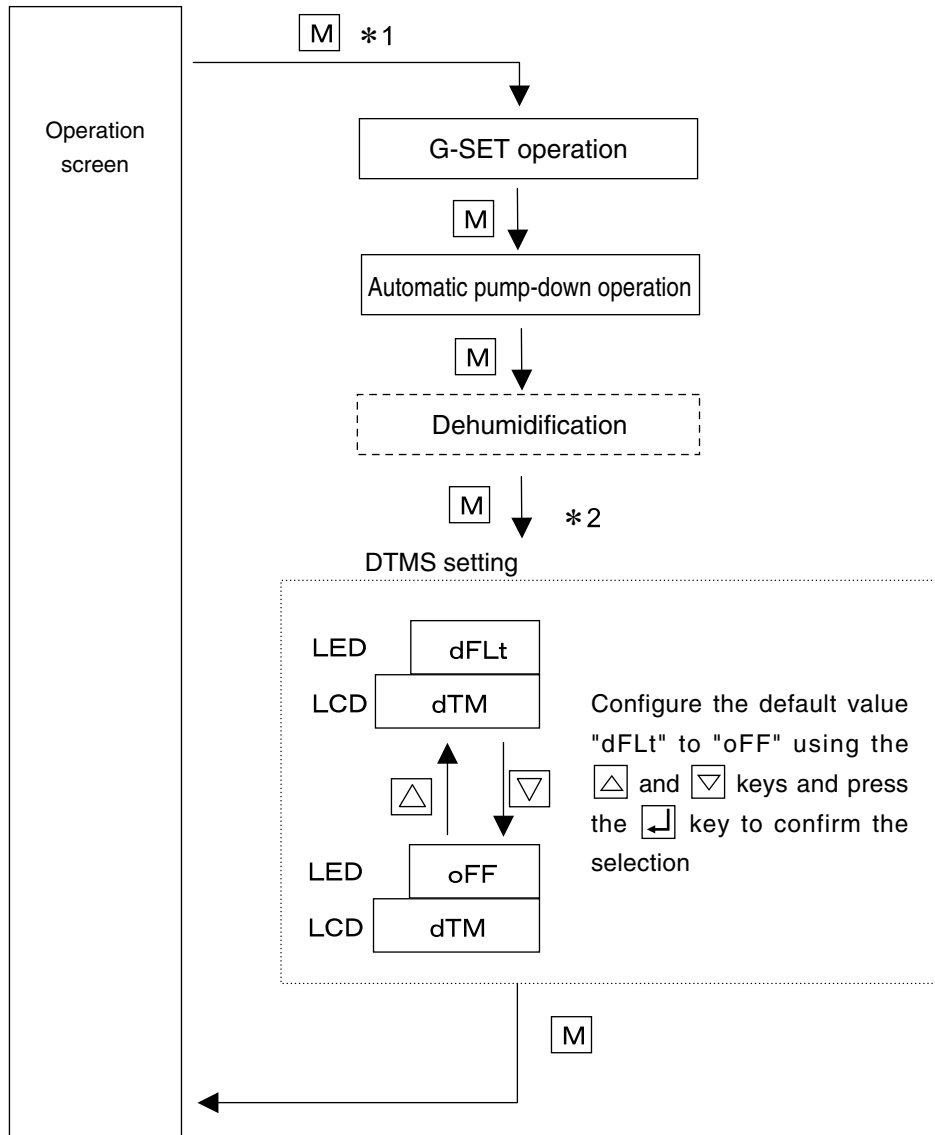 M *1
Operation
screen
G-SET operation
M
Automatic pump-down operation
M
Dehumidification
M *2
DTMS setting
LED dFLt
LCD dTM
Configure the default value
"dFLt" to "oFF" using the
△ and ▽ keys and press
the ↵ key to confirm the
selection
△ ▽
LED oFF
LCD dTM
M